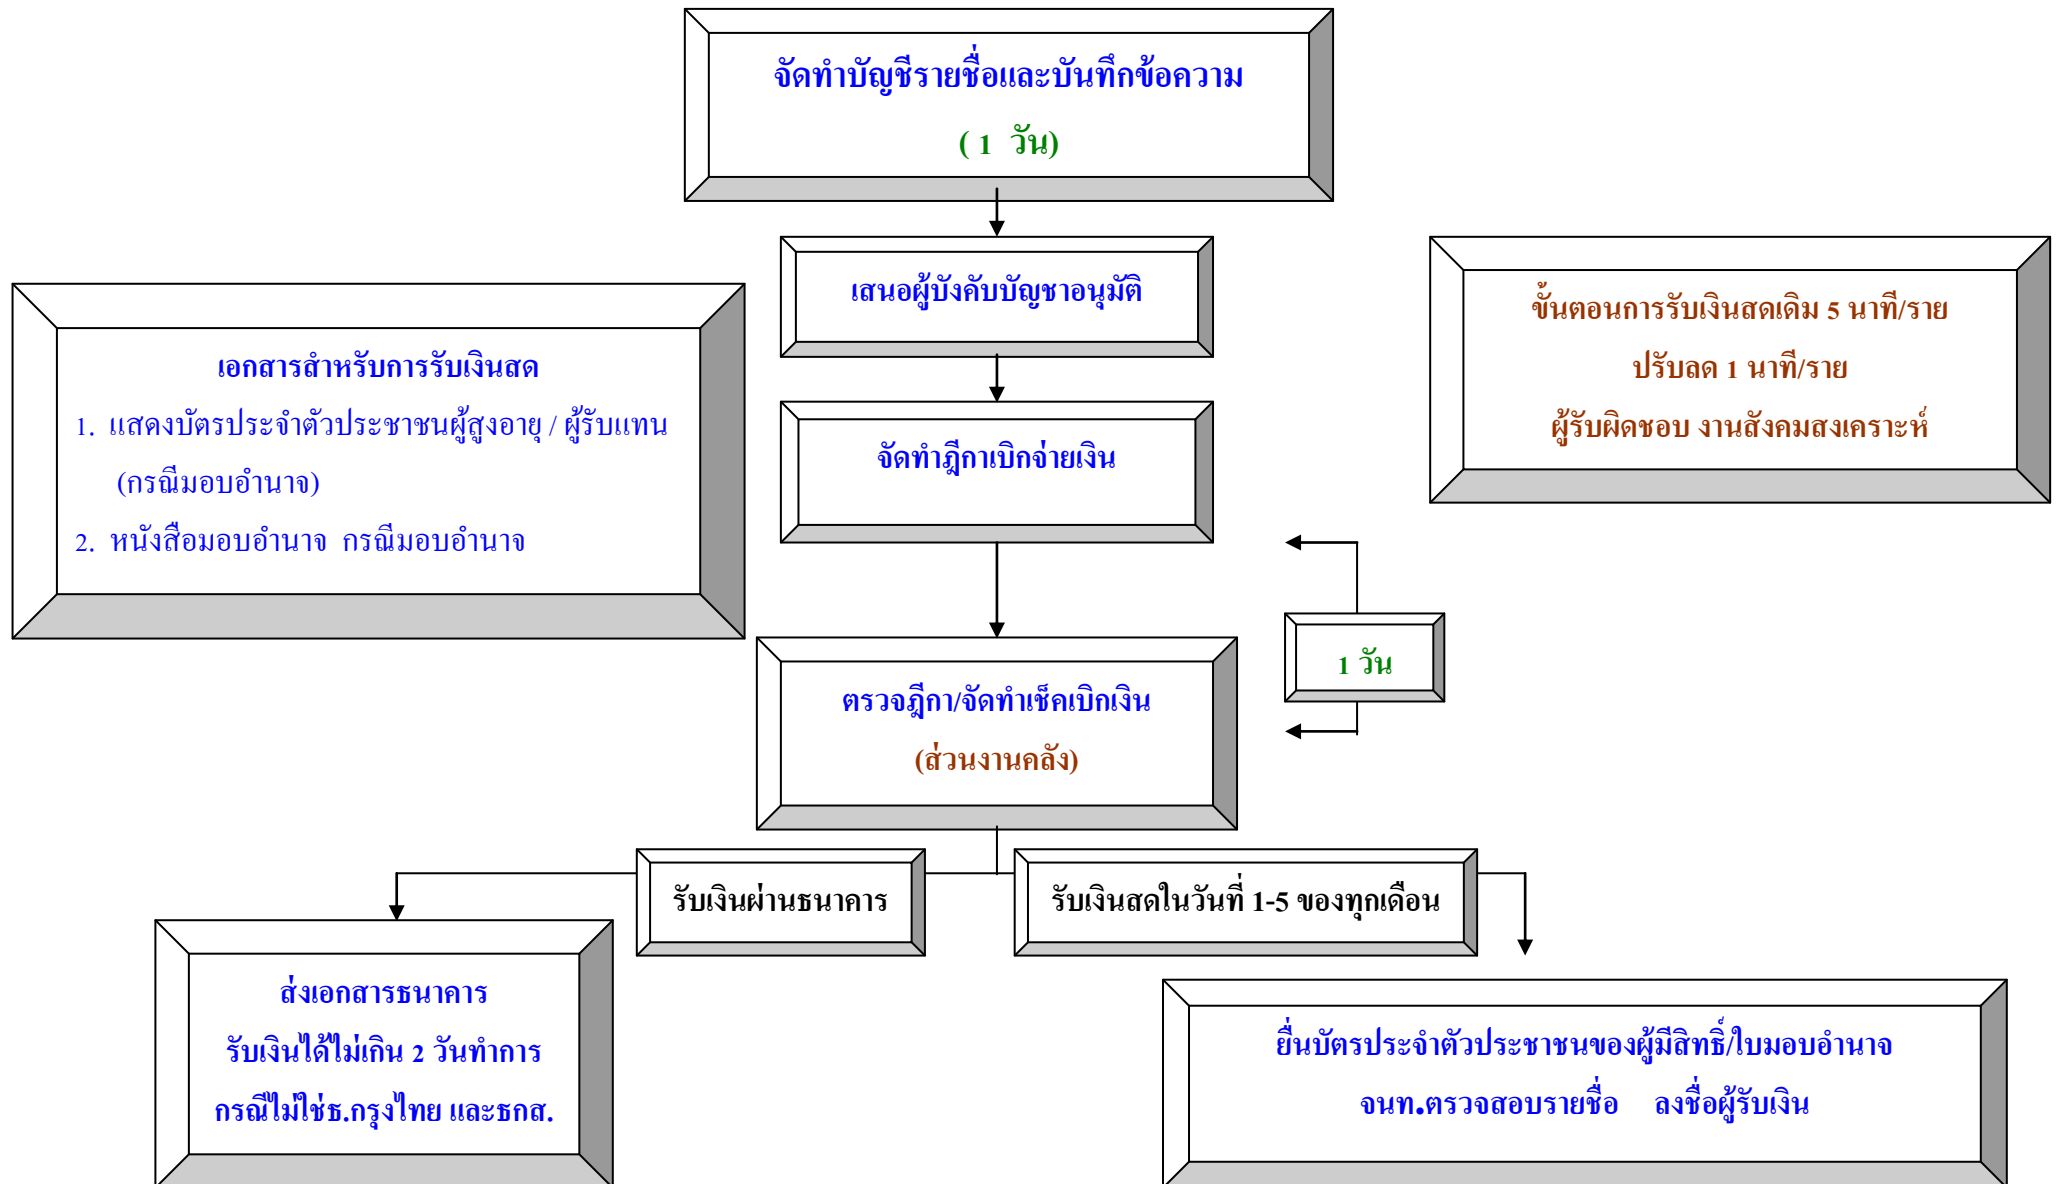 จัดทำบัญชีรายชื่อและบันทึกข้อความ
( 1 วัน)
เสนอผู้บังคับบัญชาอนุมัติ
ขั้นตอนการรับเงินสดเดิม 5 นาที/ราย
ปรับลด 1 นาที/ราย
ผู้รับผิดชอบ งานสังคมสงเคราะห์
เอกสารสำหรับการรับเงินสด
1. แสดงบัตรประจำตัวประชาชนผู้สูงอายุ / ผู้รับแทน
(กรณีมอบอำนาจ)
2. หนังสือมอบอำนาจ กรณีมอบอำนาจ
จัดทำฎีกาเบิกจ่ายเงิน
1 วัน
ตรวจฎีกา/จัดทำเช็คเบิกเงิน
(ส่วนงานคลัง)
รับเงินผ่านธนาคาร
รับเงินสดในวันที่ 1-5 ของทุกเดือน
ส่งเอกสารธนาคาร
รับเงินได้ไม่เกิน 2 วันทำการ
กรณีไม่ใช่ธ.กรุงไทย และธกส.
ยื่นบัตรประจำตัวประชาชนของผู้มีสิทธิ์/ใบมอบอำนาจ
จนท.ตรวจสอบรายชื่อ ลงชื่อผู้รับเงิน